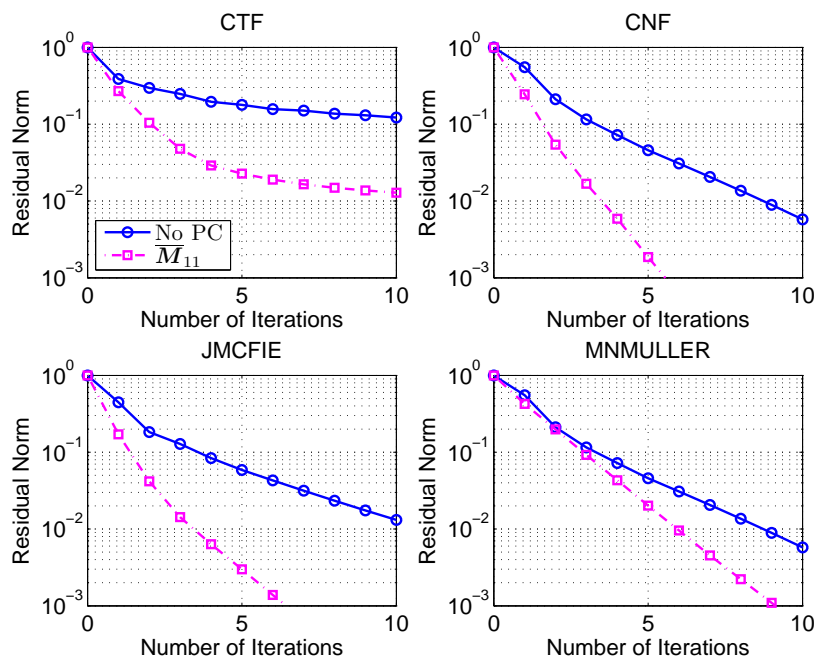 CTF
10^0
10^-1
10^-2
10^-3
Residual Norm
No PC
M̅_11
0 5 10
Number of Iterations
CNF
10^0
10^-1
10^-2
10^-3
Residual Norm
0 5 10
Number of Iterations
JMCFIE
10^0
10^-1
10^-2
10^-3
Residual Norm
0 5 10
Number of Iterations
MNMULLER
10^0
10^-1
10^-2
10^-3
Residual Norm
0 5 10
Number of Iterations